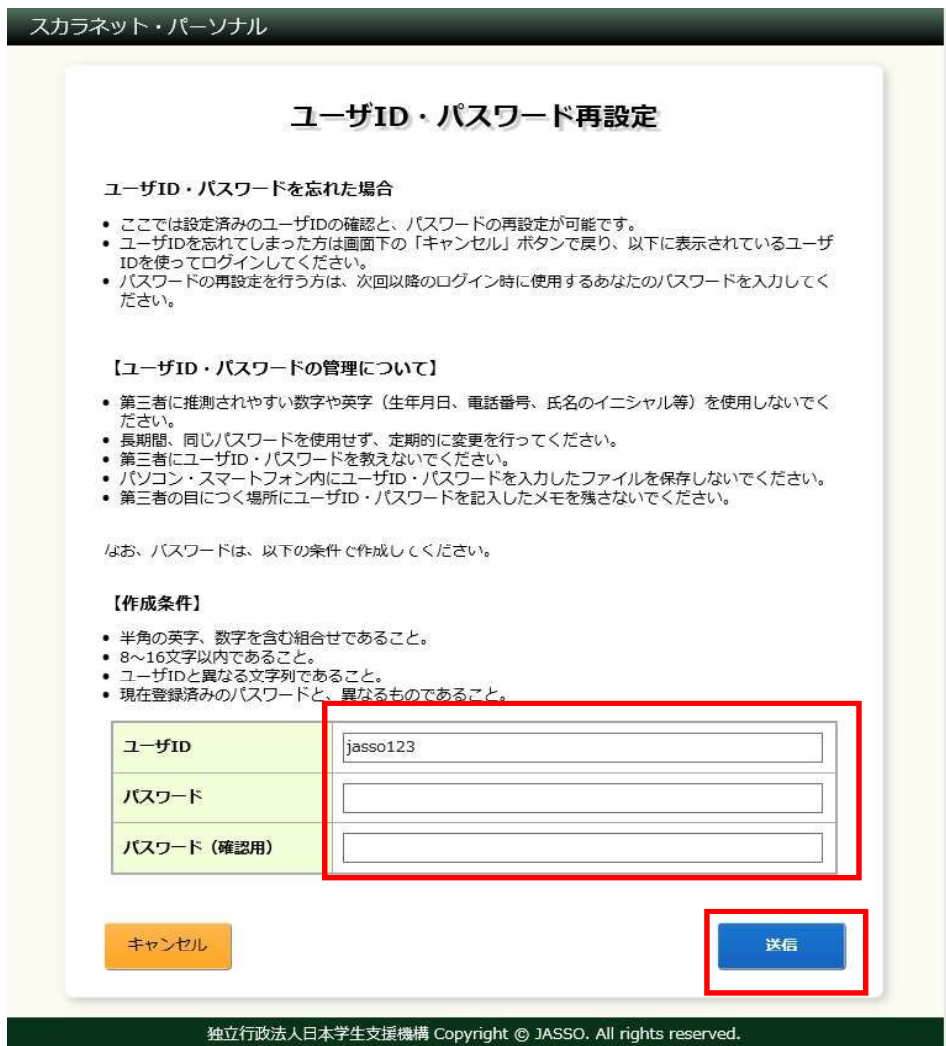 スカラネット・パーソナル
ユーザID・パスワード再設定
ユーザID・パスワードを忘れた場合
• ここでは設定済みのユーザIDの確認と、パスワードの再設定が可能です。
• ユーザIDを忘れてしまった方は画面下の「キャンセル」ボタンで戻り、以下に表示されているユーザ
IDを使ってログインしてください。
• パスワードの再設定を行う方は、次回以降のログイン時に使用するあなたのパスワードを入力してく
ださい。
【ユーザID・パスワードの管理について】
• 第三者に推測されやすい数字や英字（生年月日、電話番号、氏名のイニシャル等）を使用しないでく
ださい。
• 長期間、同じパスワードを使用せず、定期的に変更を行ってください。
• 第三者にユーザID・パスワードを教えないでください。
• パソコン・スマートフォン内にユーザID・パスワードを入力したファイルを保存しないでください。
• 第三者の目につく場所にユーザID・パスワードを記入したメモを残さないでください。
なお、パスワードは、以下の条件で作成してください。
【作成条件】
• 半角の英字、数字を含む組合せであること。
• 8～16文字以内であること。
• ユーザIDと異なる文字列であること。
• 現在登録済みのパスワードと、異なるものであること。
ユーザID jasso123
パスワード
パスワード（確認用）
キャンセル 送信
独立行政法人日本学生支援機構 Copyright © JASSO. All rights reserved.